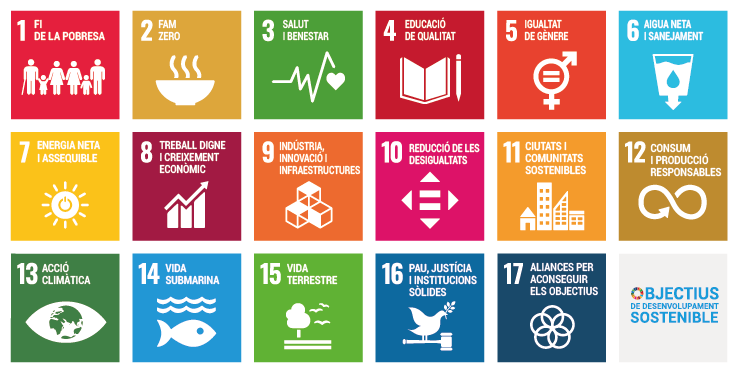 1 FI
DE LA POBRESA
2 FAM
ZERO
3 SALUT
I BENESTAR
4 EDUCACIÓ
DE QUALITAT
5 IGUALTAT
DE GÈNERE
6 AIGUA NETA
I SANEJAMENT
7 ENERGIA NETA
I ASSEQUIBLE
8 TREBALL DIGNE
I CREIXEMENT
ECONÒMIC
9 INDÚSTRIA,
INNOVACIÓ I
INFRAESTRUCTURES
10 REDUCCIÓ DE LES
DESIGUALTATS
11 CIUTATS I
COMUNITATS
SOSTENIBLES
12 CONSUM
I PRODUCCIÓ
RESPONSABLES
13 ACCIÓ
CLIMÀTICA
14 VIDA
SUBMARINA
15 VIDA
TERRESTRE
16 PAU, JUSTÍCIA
I INSTITUCIONS
SÒLIDES
17 ALIANCES PER
ACONSEGUIR
ELS OBJECTIUS
OBJECTIUS
DE DESENVOLUPAMENT
SOSTENIBLE